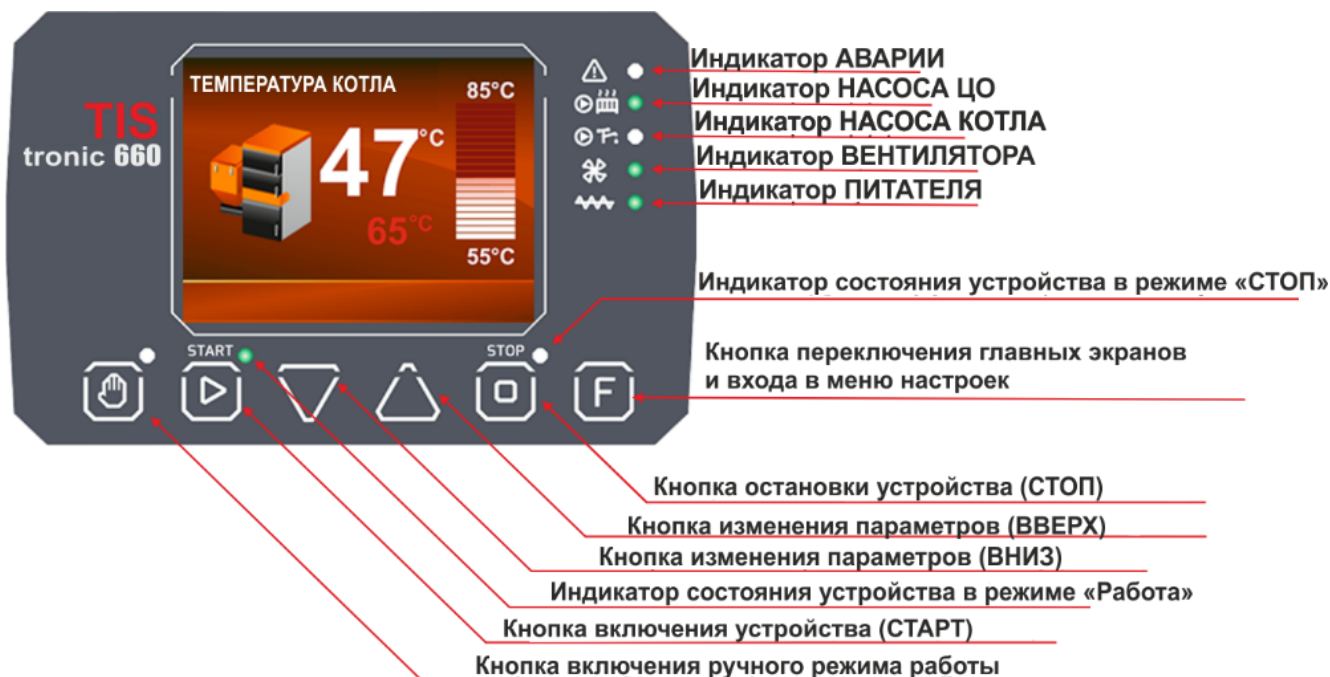 Индикатор АВАРИИ
Индикатор НАСОСА ЦО
Индикатор НАСОСА КОТЛА
Индикатор ВЕНТИЛЯТОРА
Индикатор ПИТАТЕЛЯ
TIS
tronic 660
ТЕМПЕРАТУРА КОТЛА
85°C
47°C
65°C
55°C
Индикатор состояния устройства в режиме «СТОП»
START
STOP
F
Кнопка переключения главных экранов
и входа в меню настроек
Кнопка остановки устройства (СТОП)
Кнопка изменения параметров (ВВЕРХ)
Кнопка изменения параметров (ВНИЗ)
Индикатор состояния устройства в режиме «Работа»
Кнопка включения устройства (СТАРТ)
Кнопка включения ручного режима работы